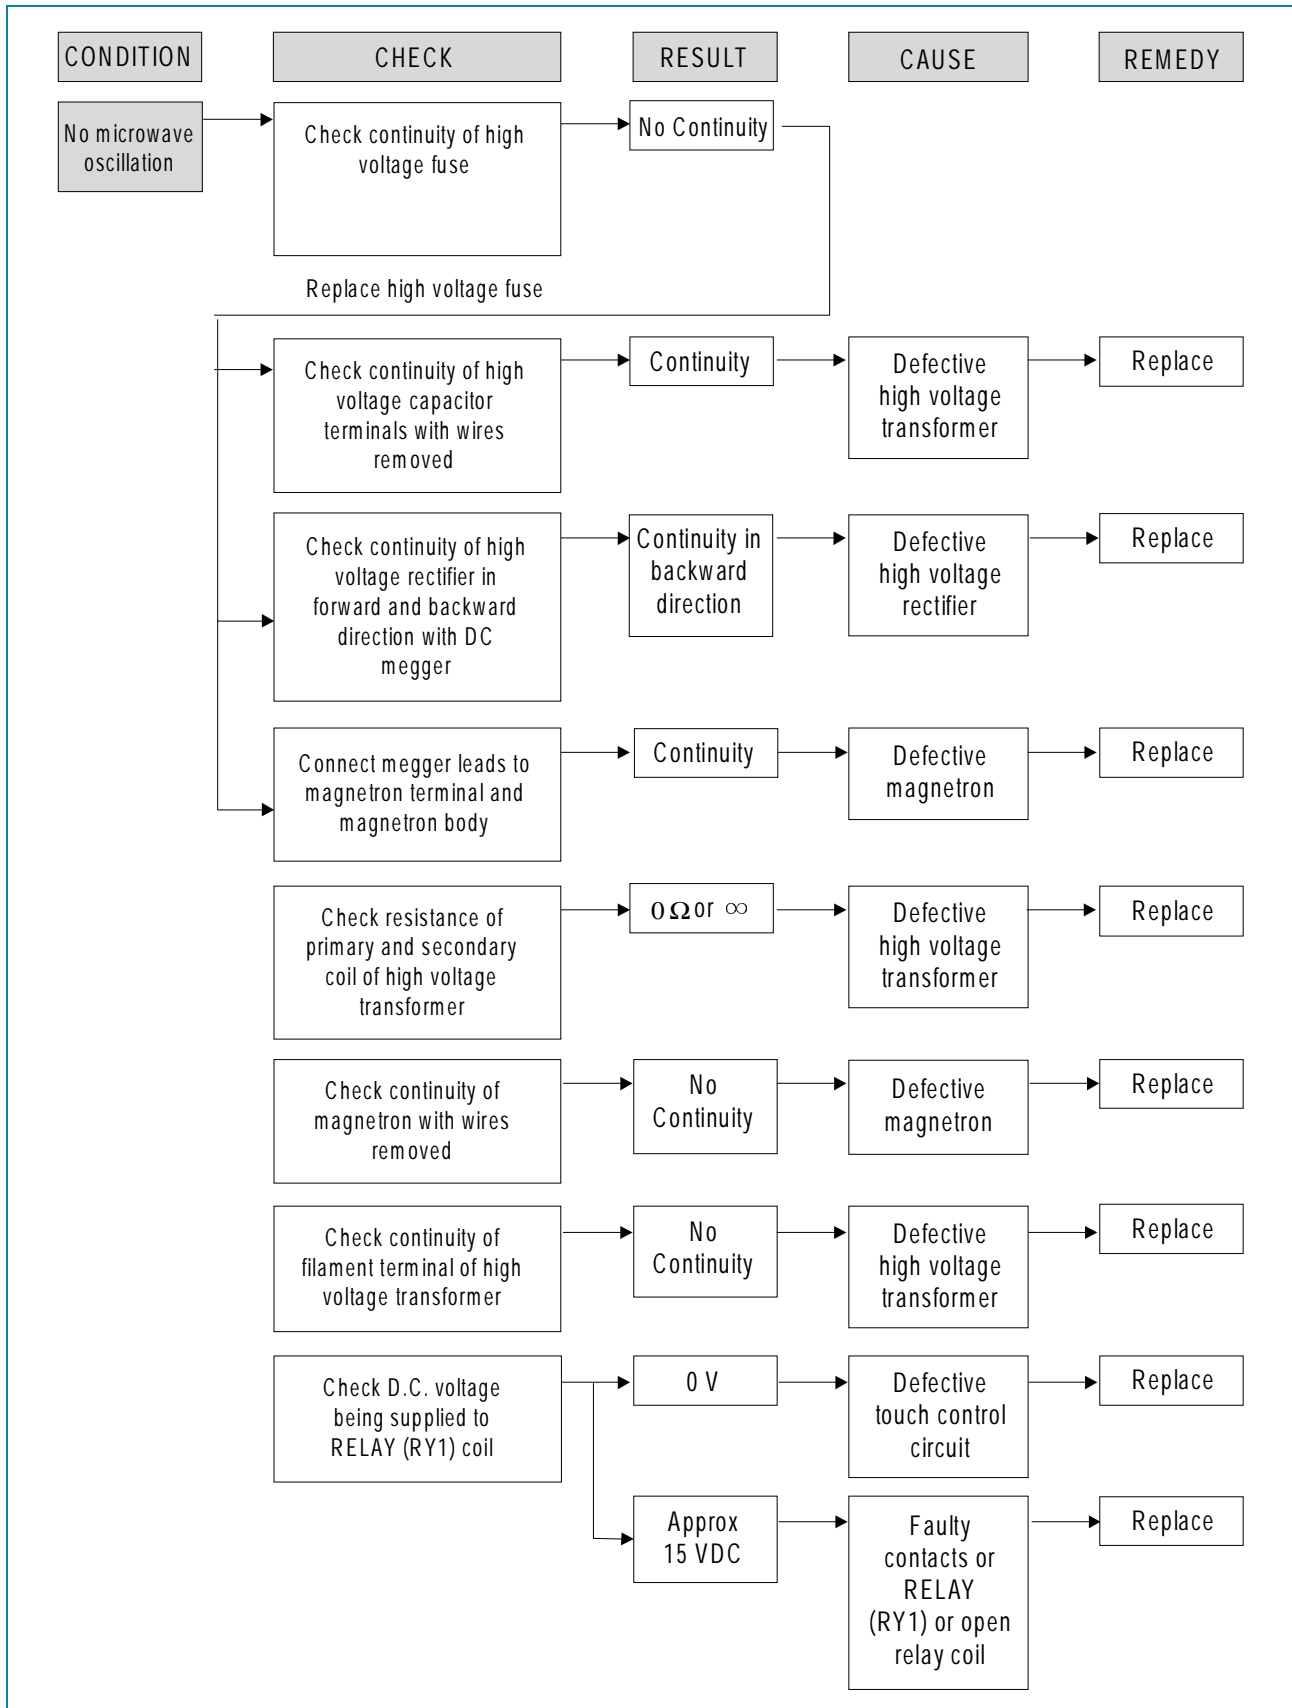 CONDITION
CHECK
RESULT
CAUSE
REMEDY
No microwave
oscillation
Check continuity of high
voltage fuse
No Continuity
Replace high voltage fuse
Check continuity of high
voltage capacitor
terminals with wires
removed
Continuity
Defective
high voltage
transformer
Replace
Check continuity of high
voltage rectifier in
forward and backward
direction with DC
megger
Continuity in
backward
direction
Defective
high voltage
rectifier
Replace
Connect megger leads to
magnetron terminal and
magnetron body
Continuity
Defective
magnetron
Replace
Check resistance of
primary and secondary
coil of high voltage
transformer
0 Ω or ∞
Defective
high voltage
transformer
Replace
Check continuity of
magnetron with wires
removed
No
Continuity
Defective
magnetron
Replace
Check continuity of
filament terminal of high
voltage transformer
No
Continuity
Defective
high voltage
transformer
Replace
Check D.C. voltage
being supplied to
RELAY (RY1) coil
0 V
Defective
touch control
circuit
Replace
Approx
15 VDC
Faulty
contacts or
RELAY
(RY1) or open
relay coil
Replace